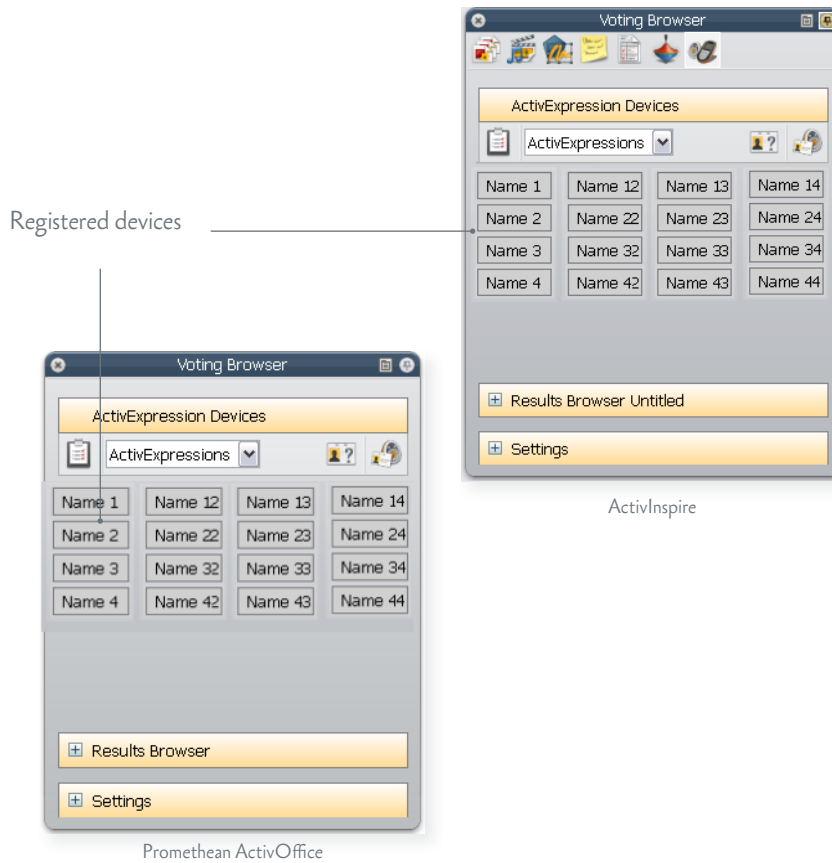 Voting Browser
ActivExpression Devices
ActivExpressions
Name 1 Name 12 Name 13 Name 14
Name 2 Name 22 Name 23 Name 24
Name 3 Name 32 Name 33 Name 34
Name 4 Name 42 Name 43 Name 44
Results Browser Untitled
Settings
ActivInspire
Registered devices
Voting Browser
ActivExpression Devices
ActivExpressions
Name 1 Name 12 Name 13 Name 14
Name 2 Name 22 Name 23 Name 24
Name 3 Name 32 Name 33 Name 34
Name 4 Name 42 Name 43 Name 44
Results Browser
Settings
Promethean ActivOffice